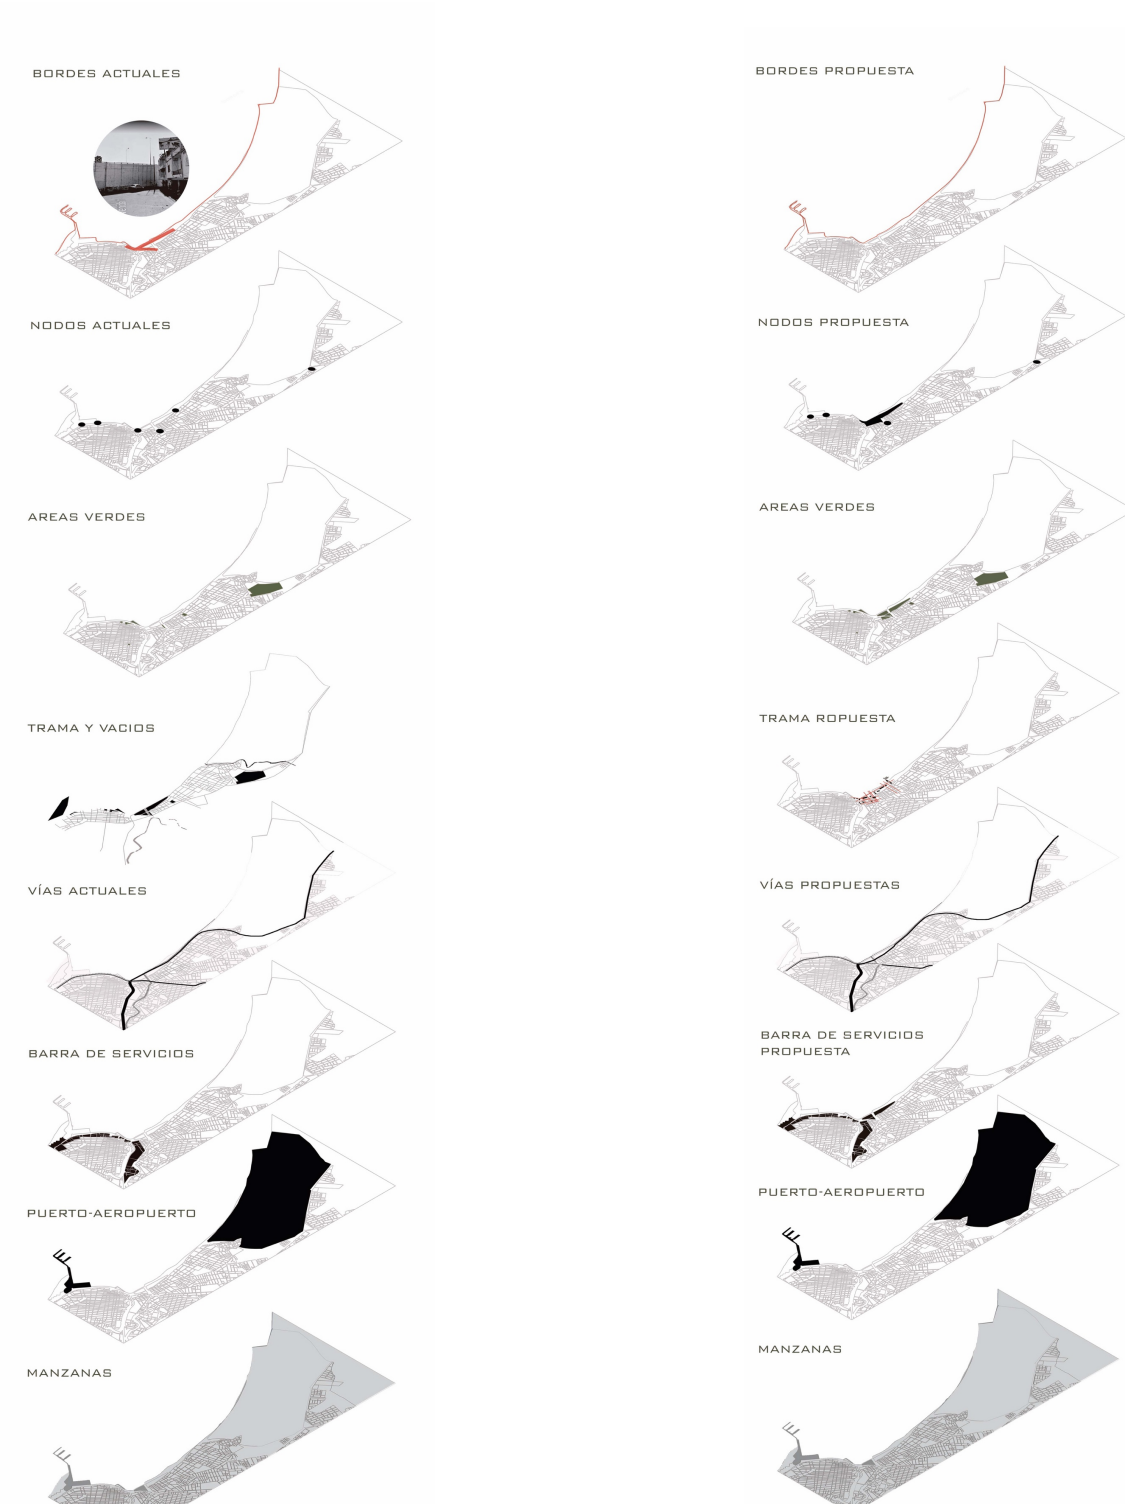 BORDES ACTUALES
NODOS ACTUALES
AREAS VERDES
TRAMA Y VACIOS
VÍAS ACTUALES
BARRA DE SERVICIOS
PUERTO-AEROPUERTO
MANZANAS
BORDES PROPUESTA
NODOS PROPUESTA
AREAS VERDES
TRAMA ROPUESTA
VÍAS PROPUESTAS
BARRA DE SERVICIOS
PROPUESTA
PUERTO-AEROPUERTO
MANZANAS